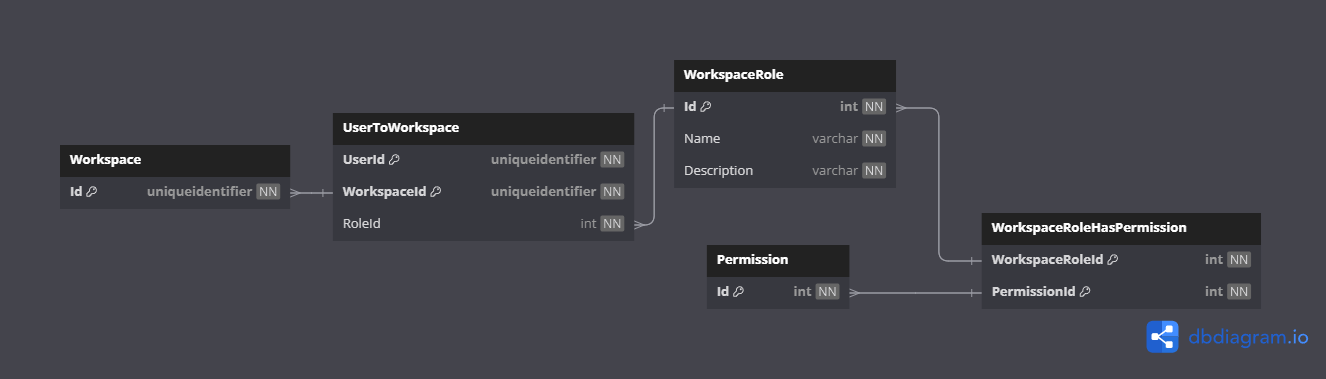 Workspace
Id uniqueidentifier NN
UserToWorkspace
UserId uniqueidentifier NN
WorkspaceId uniqueidentifier NN
RoleId int NN
WorkspaceRole
Id int NN
Name varchar NN
Description varchar NN
Permission
Id int NN
WorkspaceRoleHasPermission
WorkspaceRoleId int NN
PermissionId int NN
dbdiagram.io